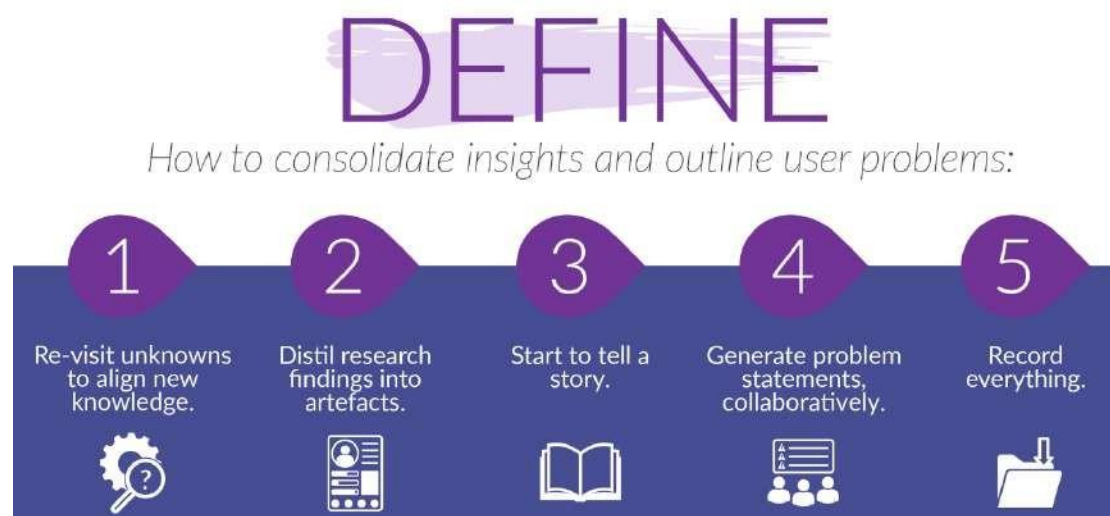 DEFINE
How to consolidate insights and outline user problems:
1
Re-visit unknowns
to align new
knowledge.
?
2
Distil research
findings into
artefacts.
3
Start to tell a
story.
4
Generate problem
statements,
collaboratively.
5
Record
everything.